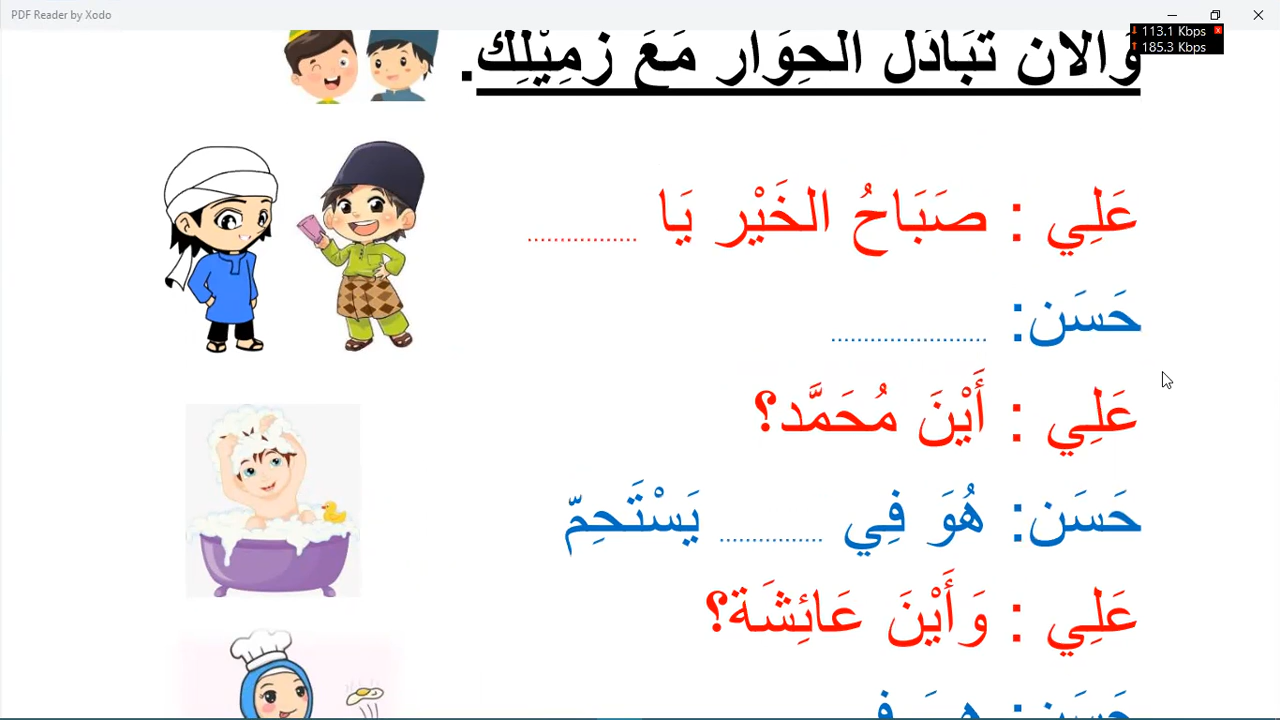 PDF Reader by Xodo
113.1 Kbps
185.3 Kbps
وَالآن تَبَادَل الحِوَار مَعَ زَمِيْلِك.
عَلِي : صَبَاحُ الخَيْر يَا .................
حَسَن: ........................
عَلِي : أَيْنَ مُحَمَّد؟
حَسَن: هُوَ فِي ................ يَسْتَحِمّ
عَلِي : وَأَيْنَ عَائِشَة؟